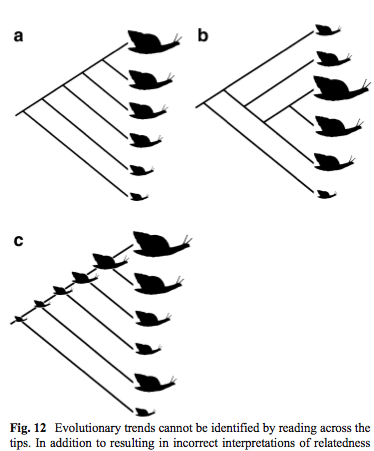 a
b
c
Fig. 12 Evolutionary trends cannot be identified by reading across the
tips. In addition to resulting in incorrect interpretations of relatedness